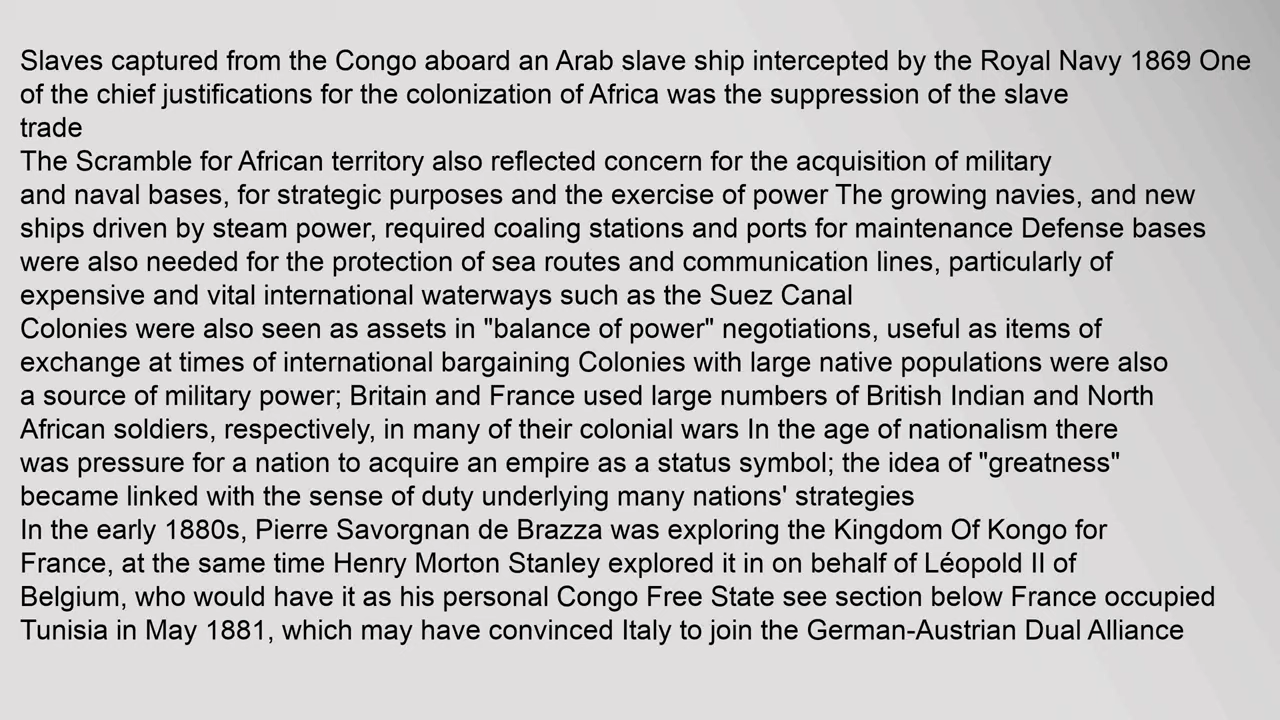 Slaves captured from the Congo aboard an Arab slave ship intercepted by the Royal Navy 1869 One
of the chief justifications for the colonization of Africa was the suppression of the slave
trade
The Scramble for African territory also reflected concern for the acquisition of military
and naval bases, for strategic purposes and the exercise of power The growing navies, and new
ships driven by steam power, required coaling stations and ports for maintenance Defense bases
were also needed for the protection of sea routes and communication lines, particularly of
expensive and vital international waterways such as the Suez Canal
Colonies were also seen as assets in "balance of power" negotiations, useful as items of
exchange at times of international bargaining Colonies with large native populations were also
a source of military power; Britain and France used large numbers of British Indian and North
African soldiers, respectively, in many of their colonial wars In the age of nationalism there
was pressure for a nation to acquire an empire as a status symbol; the idea of "greatness"
became linked with the sense of duty underlying many nations' strategies
In the early 1880s, Pierre Savorgnan de Brazza was exploring the Kingdom Of Kongo for
France, at the same time Henry Morton Stanley explored it in on behalf of Léopold II of
Belgium, who would have it as his personal Congo Free State see section below France occupied
Tunisia in May 1881, which may have convinced Italy to join the German-Austrian Dual Alliance